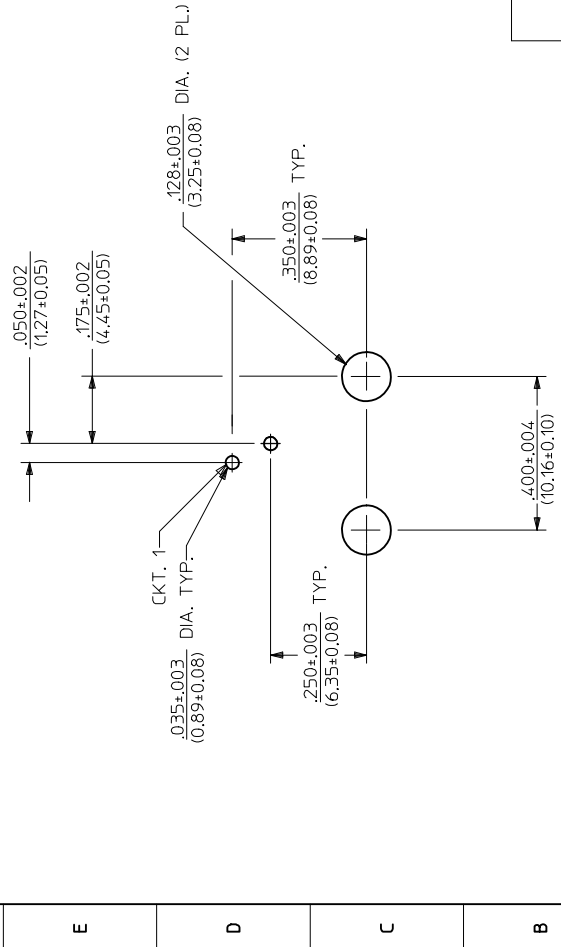 .050±.002
(1.27±0.05)
.175±.002
(4.45±0.05)
.128±.003 DIA. (2 PL.)
(3.25±0.08)
.350±.003 TYP.
(8.89±0.08)
CKT. 1
.035±.003 DIA. TYP.
(0.89±0.08)
.250±.003 TYP.
(6.35±0.08)
.400±.004
(10.16±0.10)
E
D
C
B